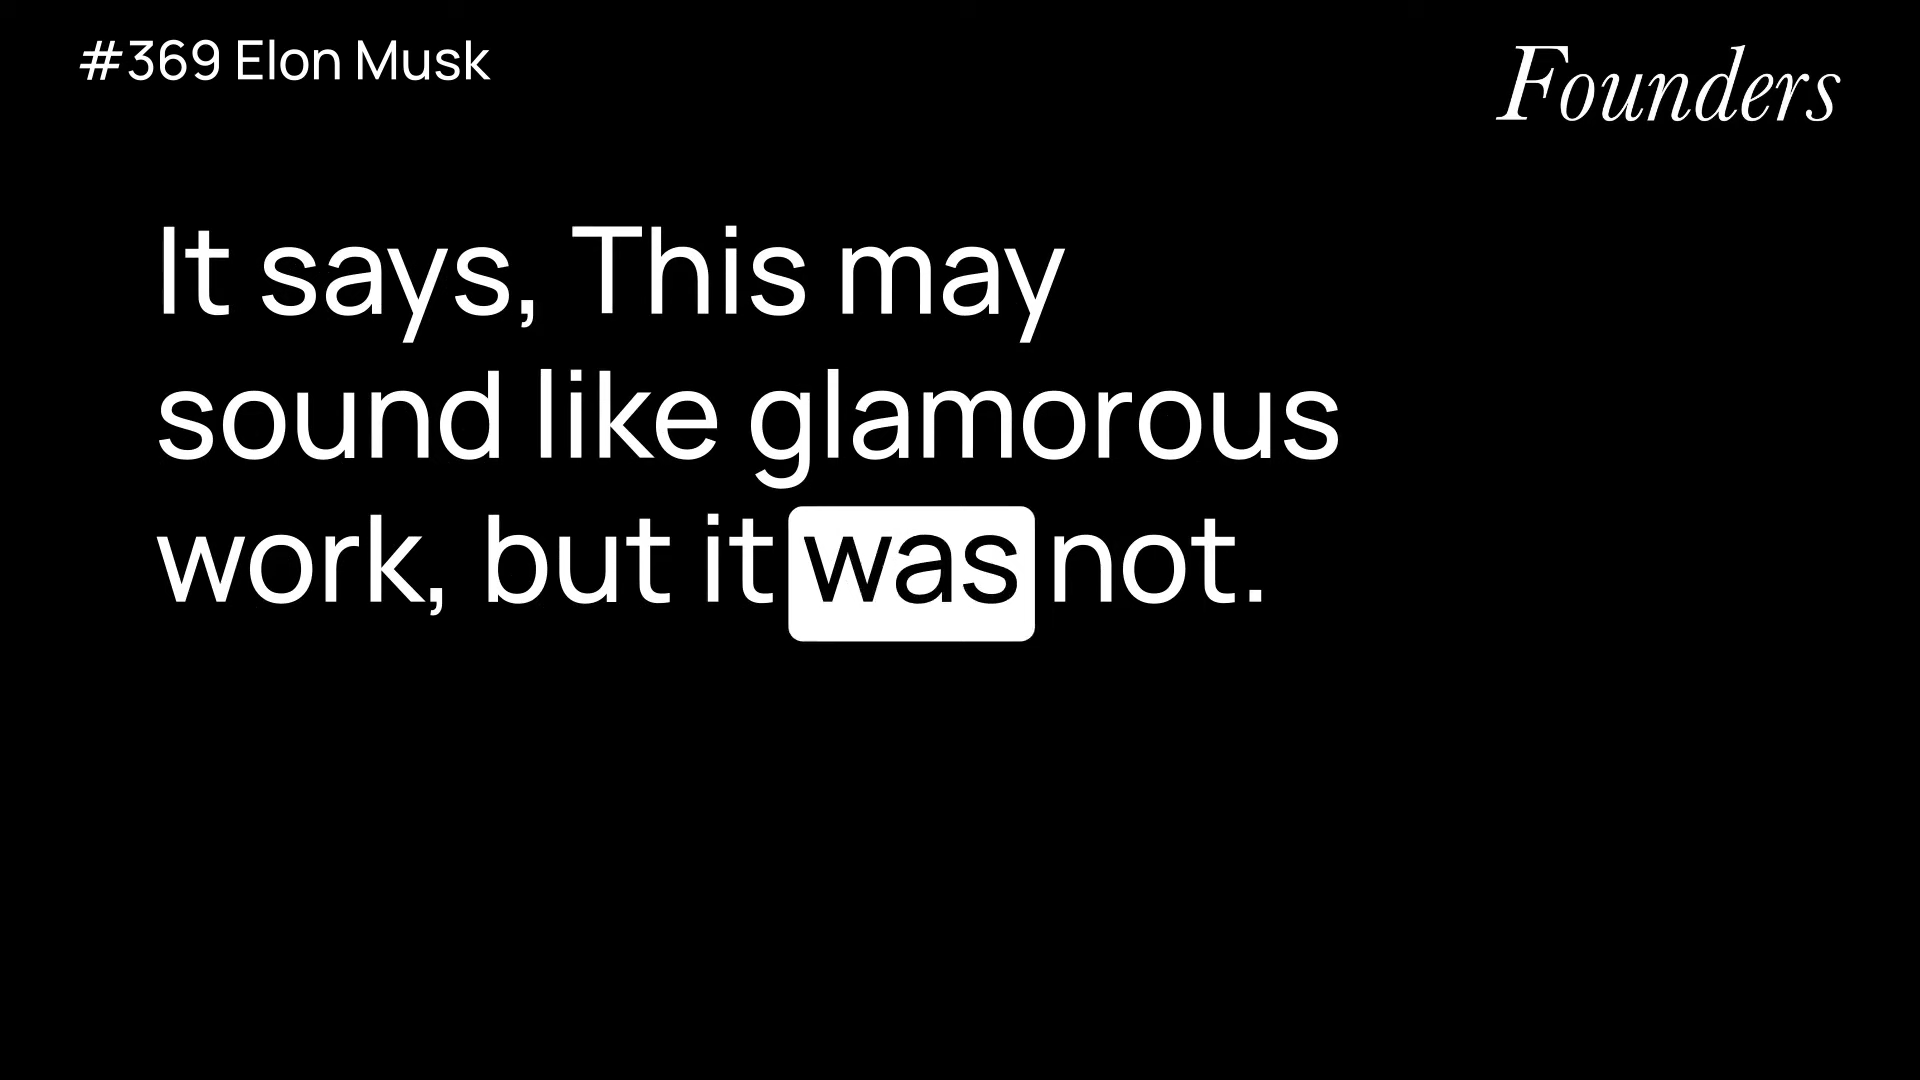 #369 Elon Musk
Founders
It says, This may
sound like glamorous
work, but it was not.